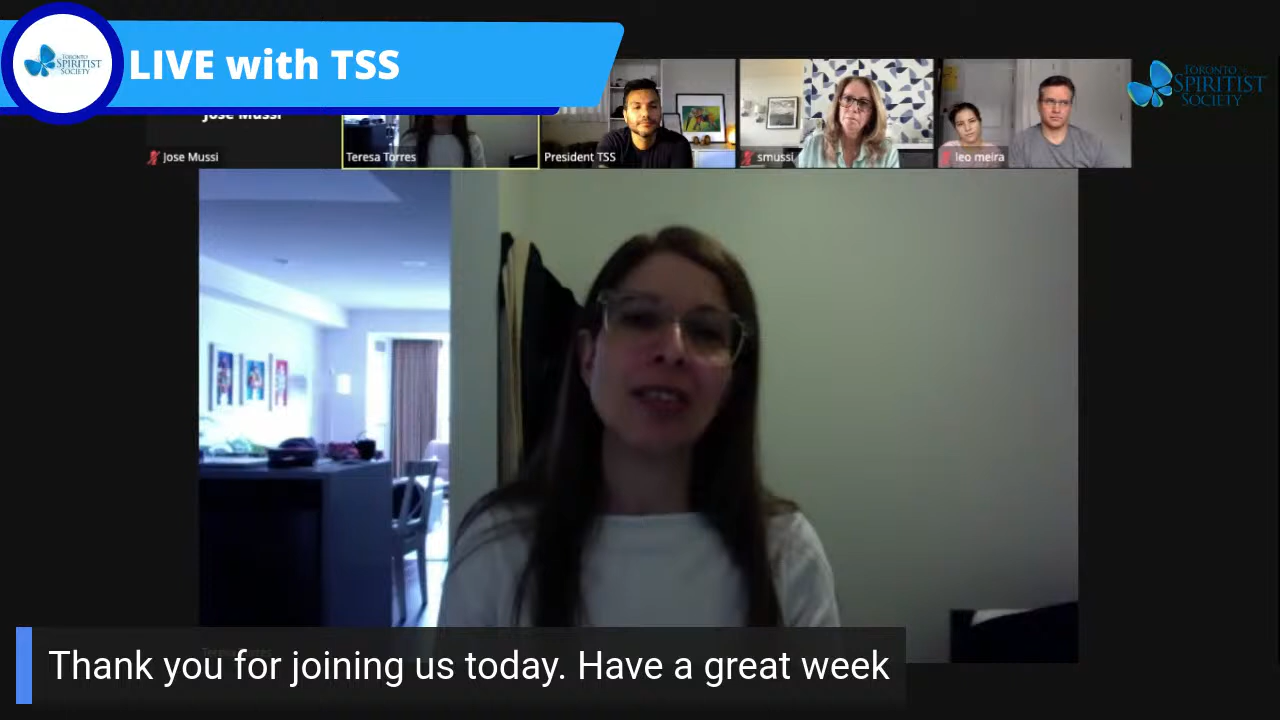 TORONTO
SPIRITIST
SOCIETY
LIVE with TSS
TORONTO
SPIRITIST
SOCIETY
Jose Mussi
Jose Mussi
Teresa Torres
President TSS
smussi
leo meira
Thank you for joining us today. Have a great week